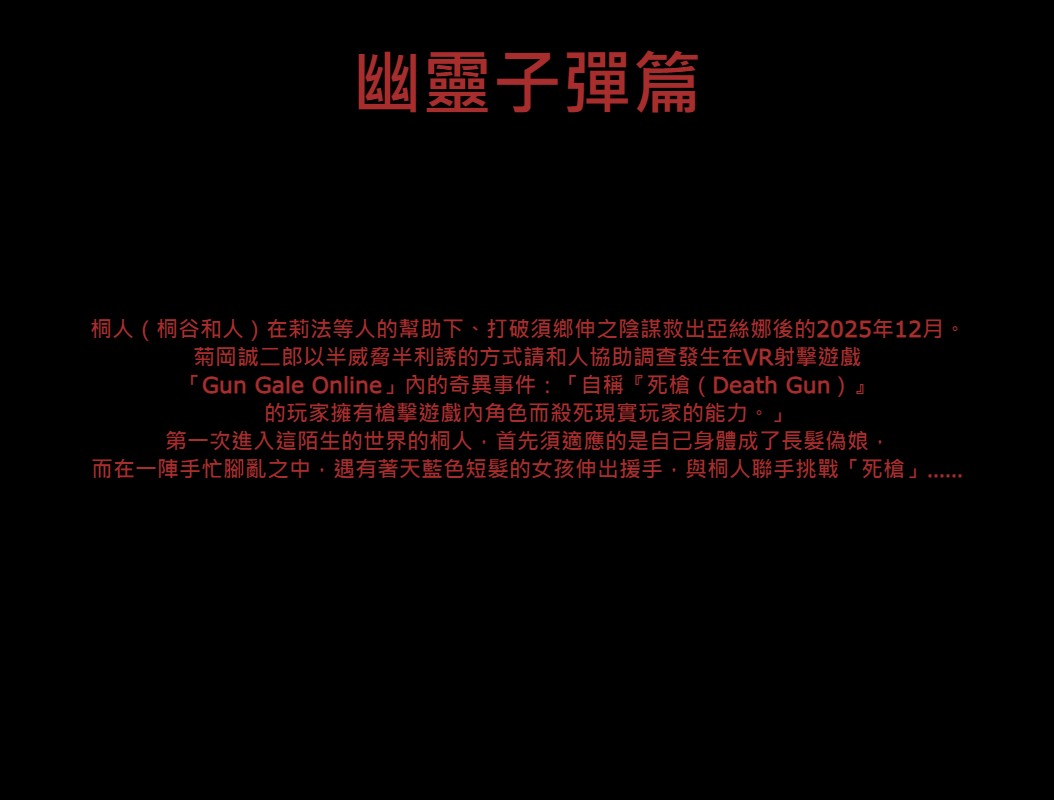 幽靈子彈篇
桐人（桐谷和人）在莉法等人的幫助下、打破須鄉伸之陰謀救出亞絲娜後的2025年12月。
菊岡誠二郎以半威脅半利誘的方式請和人協助調查發生在VR射擊遊戲
「Gun Gale Online」內的奇異事件：「自稱『死槍（Death Gun）』
的玩家擁有槍擊遊戲內角色而殺死現實玩家的能力。」
第一次進入這陌生的世界的桐人，首先須適應的是自己身體成了長髮偽娘，
而在一陣手忙腳亂之中，遇有著天藍色短髮的女孩伸出援手，與桐人聯手挑戰「死槍」......